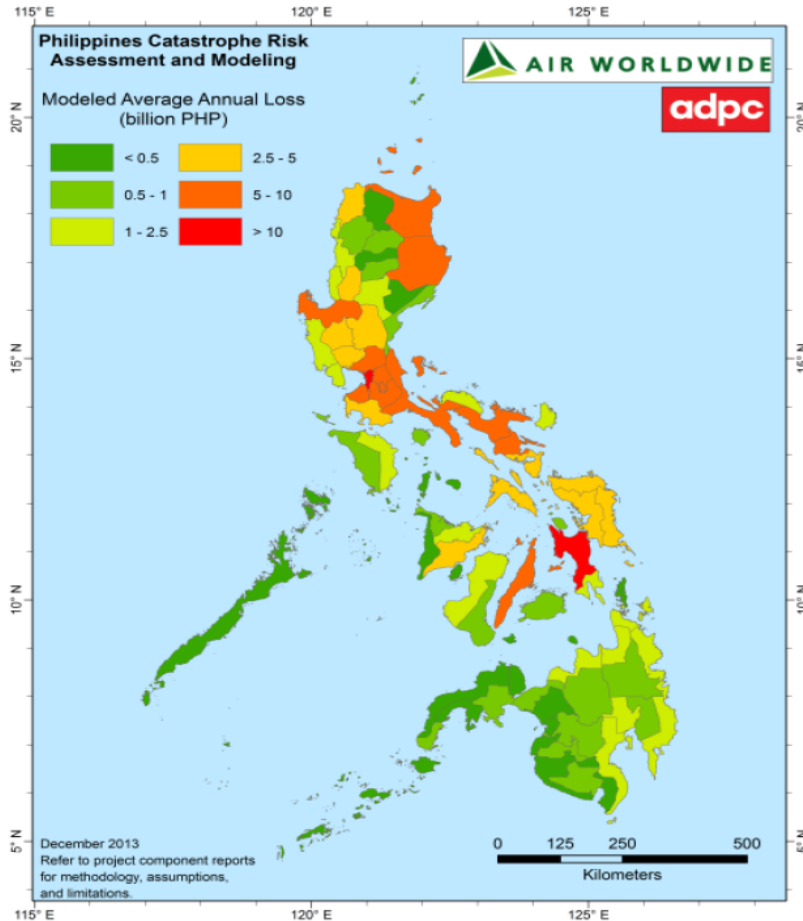 115° E
120° E
125° E
Philippines Catastrophe Risk
Assessment and Modeling
AIR WORLDWIDE
adpc
Modeled Average Annual Loss
(billion PHP)
< 0.5
2.5 - 5
0.5 - 1
5 - 10
1 - 2.5
> 10
20° N
20° N
15° N
15° N
10° N
10° N
5° N
5° N
December 2013
Refer to project component reports
for methodology, assumptions,
and limitations.
0 125 250 500
Kilometers
115° E
120° E
125° E